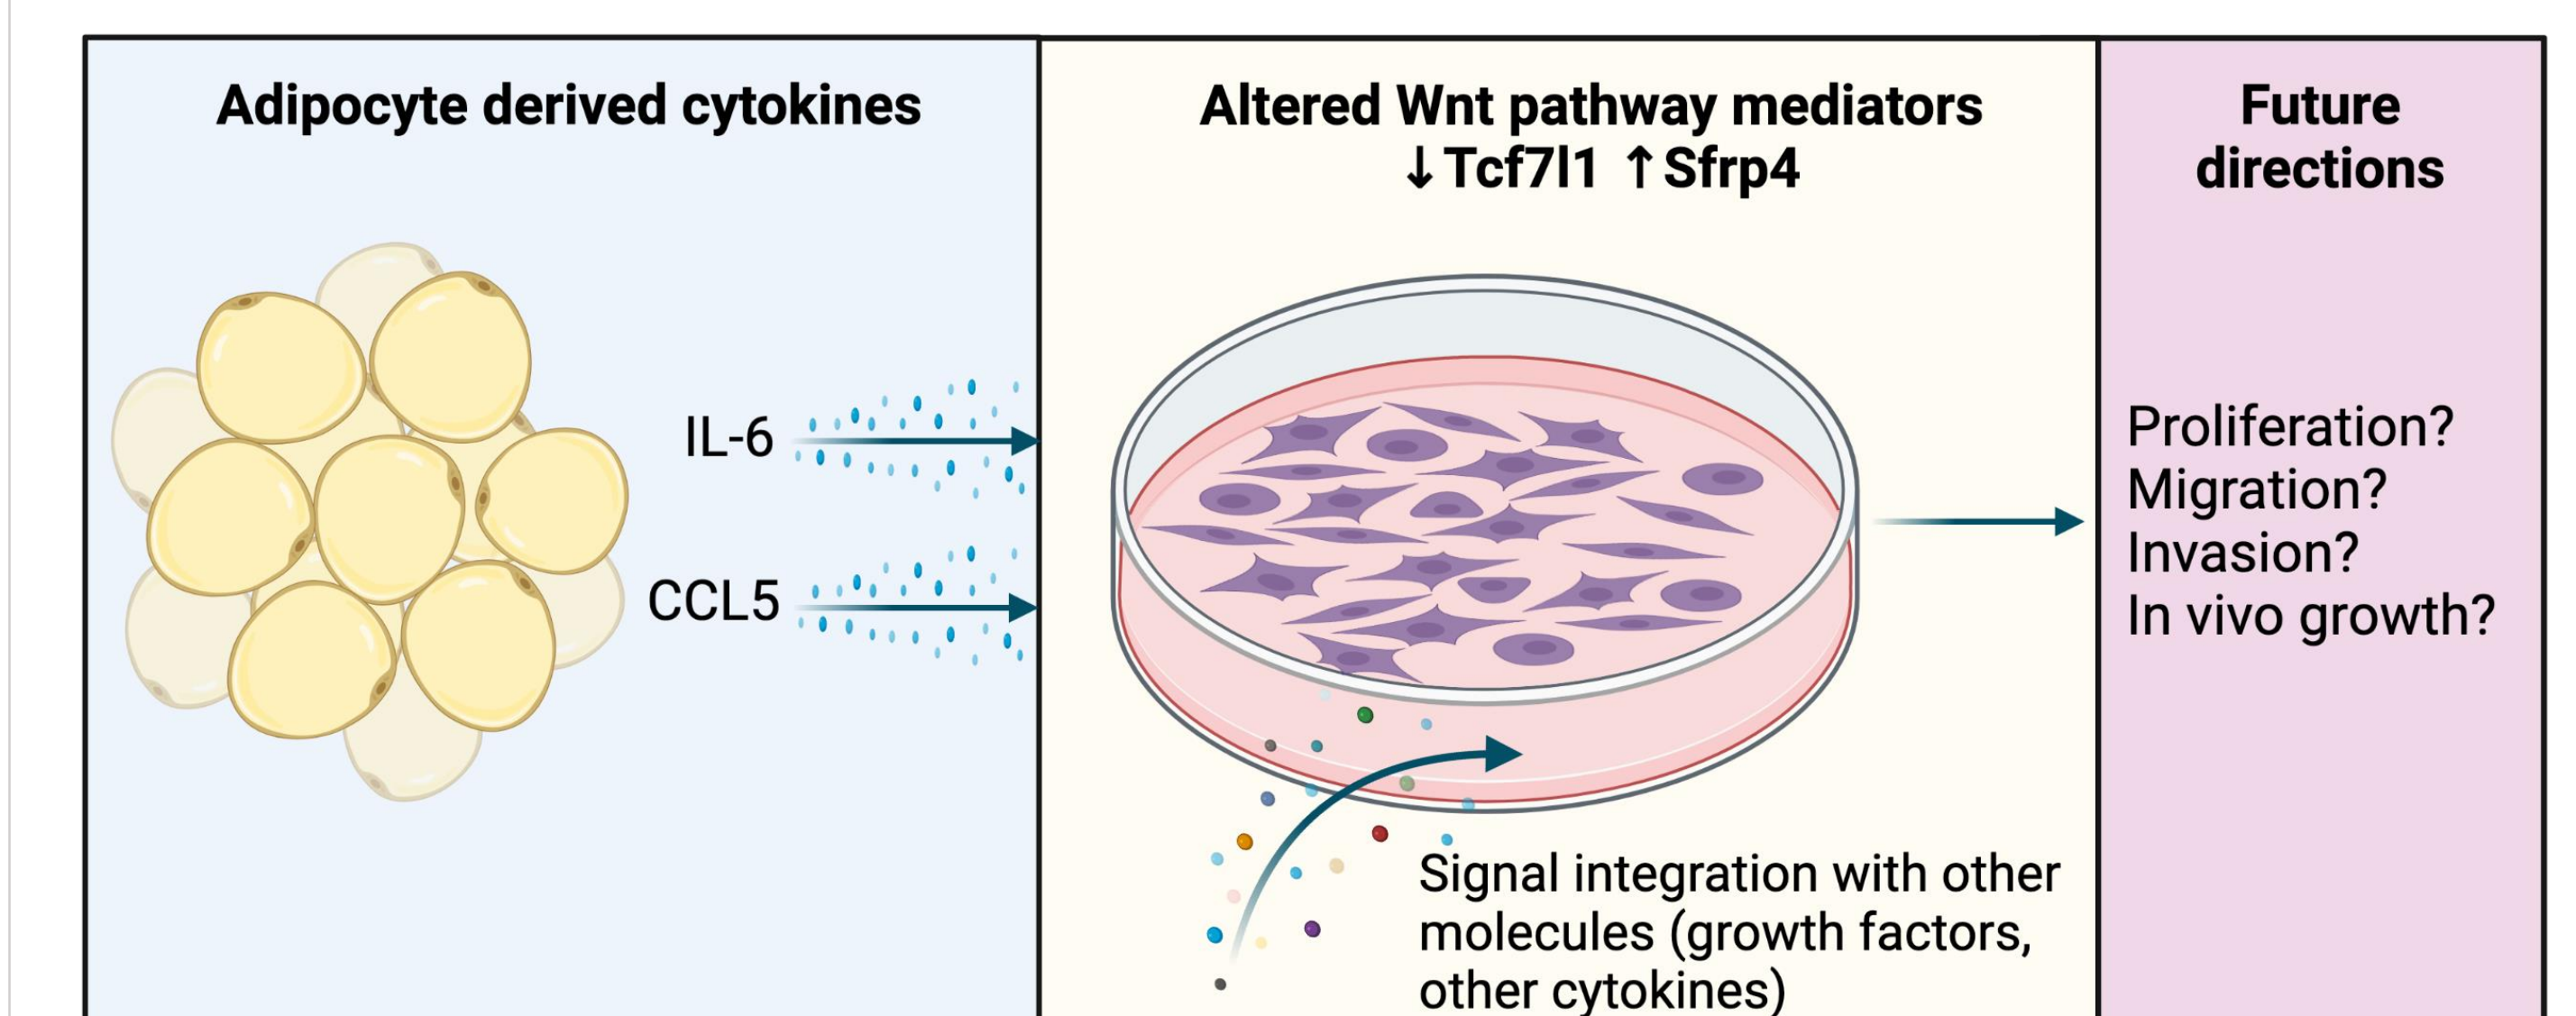 Adipocyte derived cytokines
IL-6
CCL5
Altered Wnt pathway mediators
↓Tcf7l1 ↑Sfrp4
Signal integration with other
molecules (growth factors,
other cytokines)
Future
directions
Proliferation?
Migration?
Invasion?
In vivo growth?